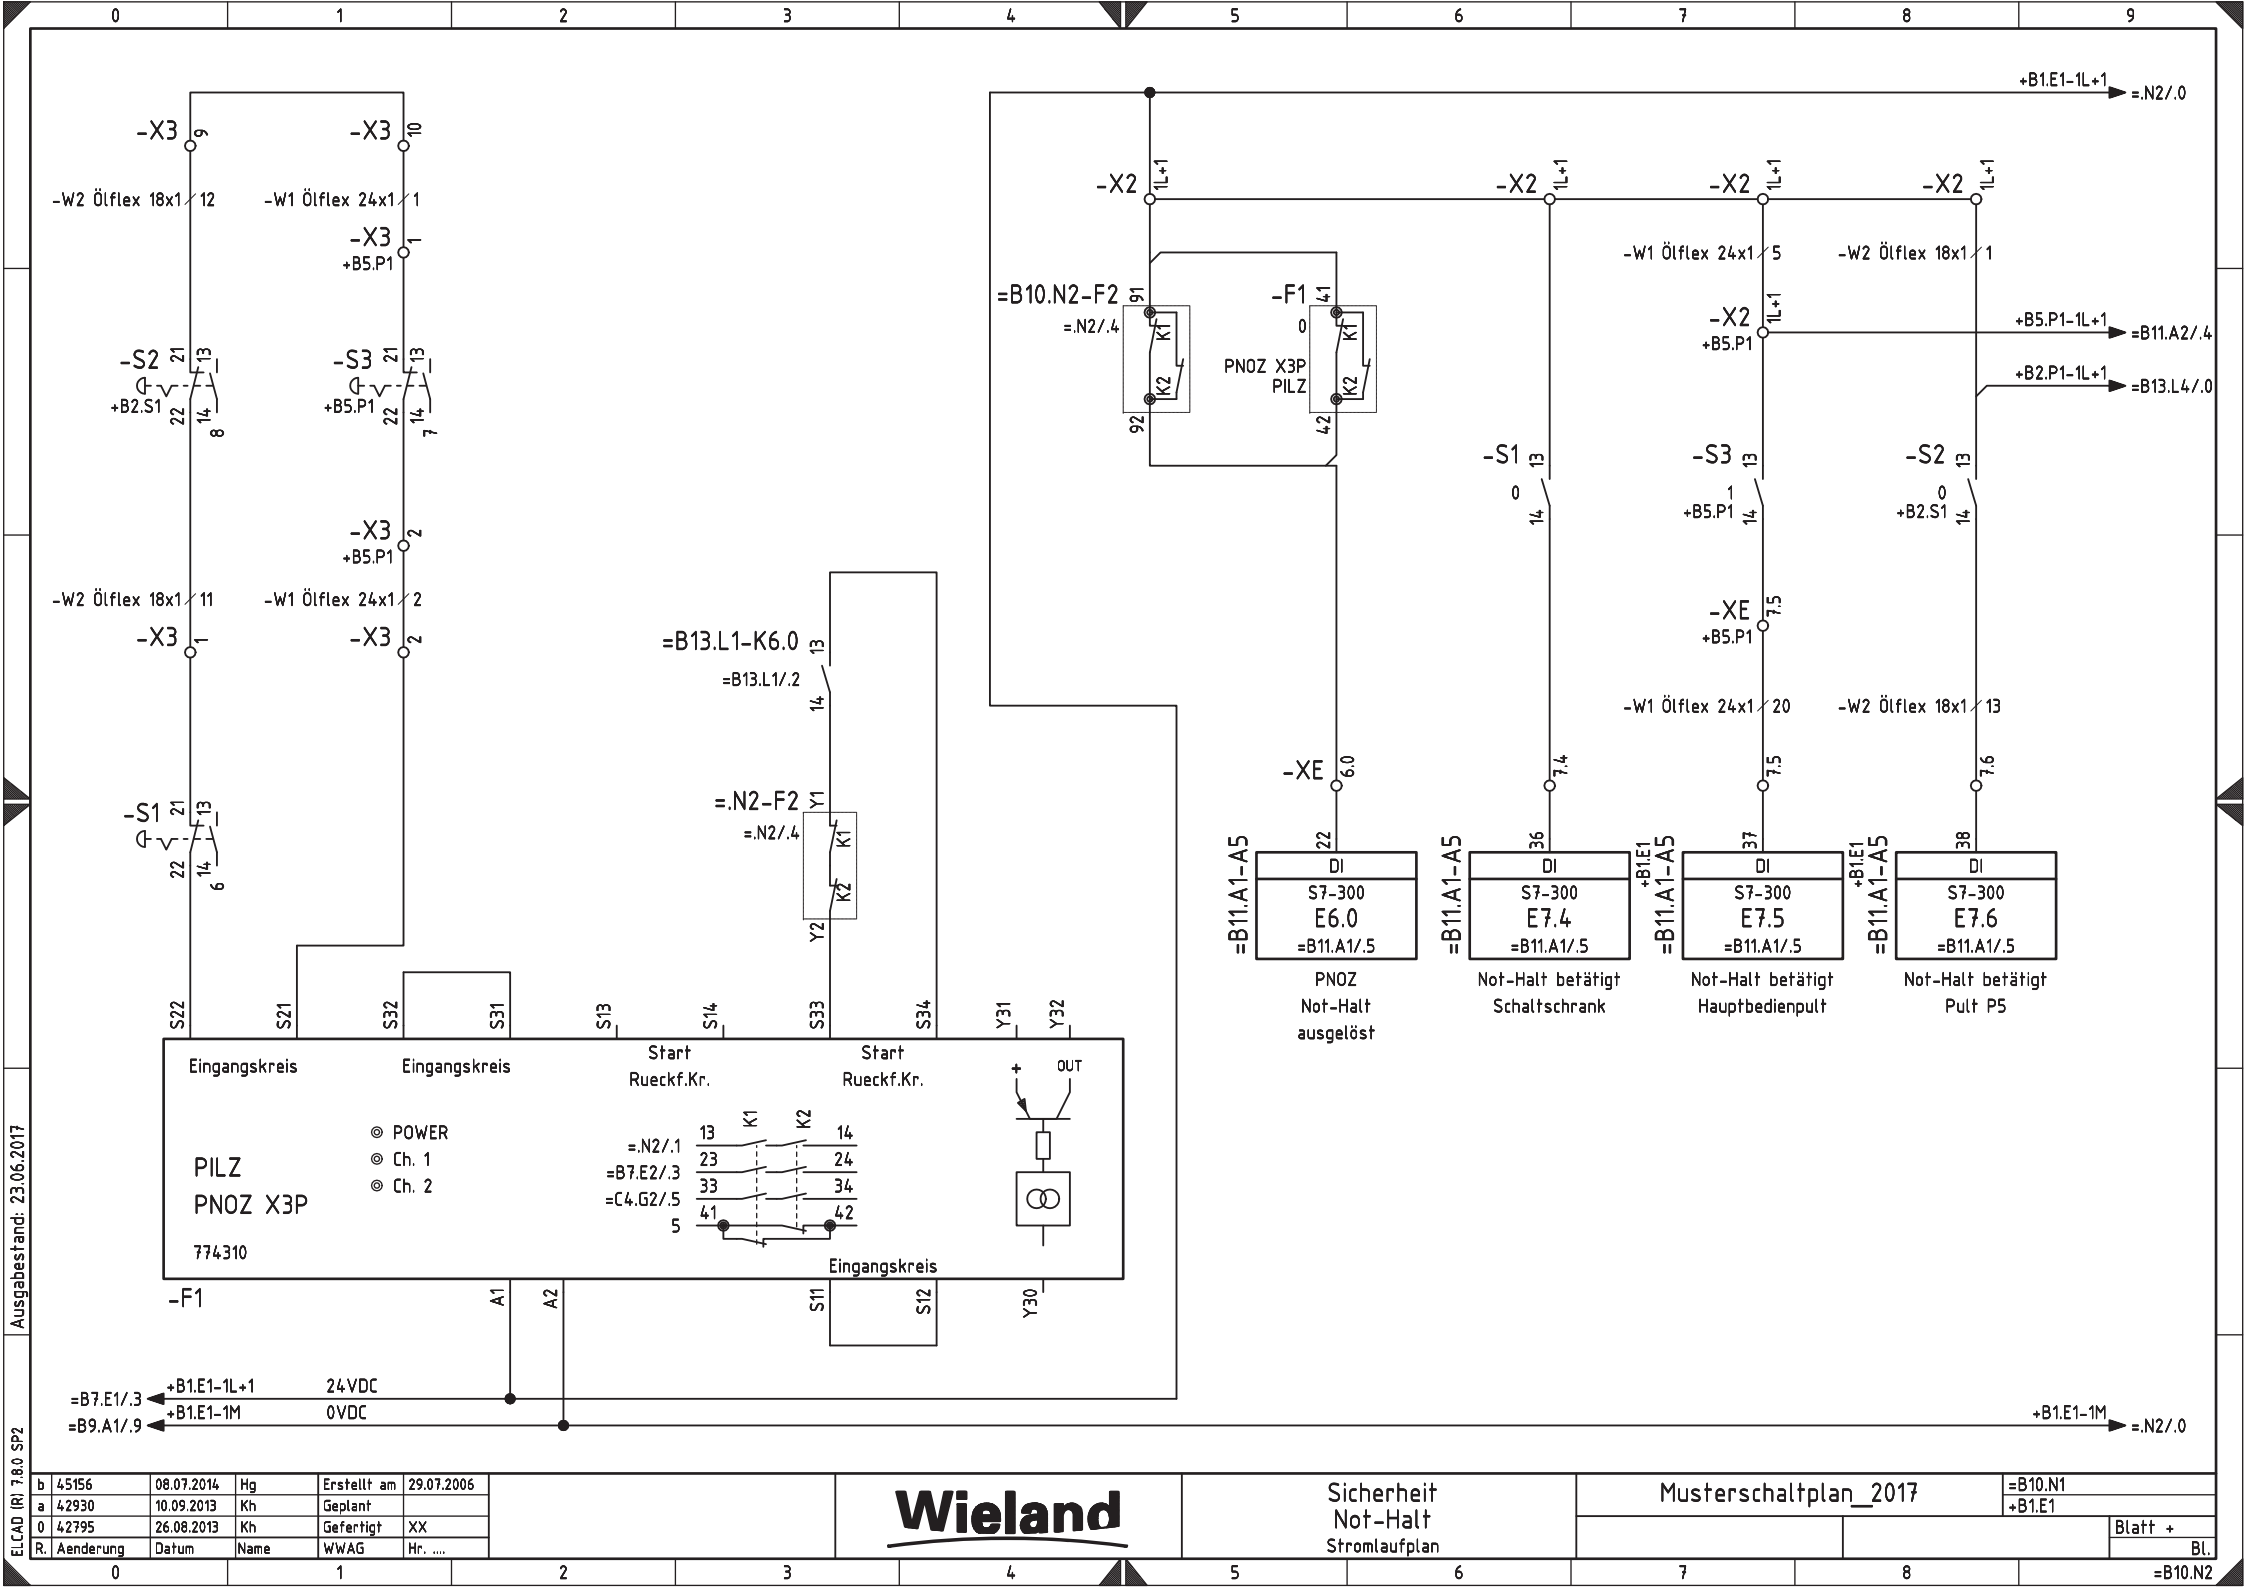 0 1 2 3 4 5 6 7 8 9
+B1.E1-1L+1
=.N2/.0
-X3 9
-X3 10
-W2 Ölflex 18x1 12
-W1 Ölflex 24x1 1
-X3 1
+B5.P1
-S2 21 13
+B2.S1 22 14
8
-S3 21 13
+B5.P1 22 14
7
-X3 2
+B5.P1
-W2 Ölflex 18x1 11
-W1 Ölflex 24x1 2
-X3 1
-X3 2
-S1 21 13
22 14
6
=B13.L1-K6.0 13
=B13.L1/.2
14
=.N2-F2 Y1
=.N2/.4
K1
K2
Y2
-X2 1L+1
-X2 1L+1
-X2 1L+1
-X2 1L+1
-W1 Ölflex 24x1 5
-W2 Ölflex 18x1 1
=B10.N2-F2 91
=.N2/.4
K1
K2
92
-F1 41
0
PNOZ X3P
PILZ
K1
K2
42
-X2 1L+1
+B5.P1
+B5.P1-1L+1
=B11.A2/.4
+B2.P1-1L+1
=B13.L4/.0
-S1 13
0
14
-S3 13
1
+B5.P1 14
-S2 13
0
+B2.S1 14
-XE 7.5
+B5.P1
-W1 Ölflex 24x1 20
-W2 Ölflex 18x1 13
-XE 6.0
7.4
7.5
7.6
=B11.A1-A5
22
DI
S7-300
E6.0
=B11.A1/.5
PNOZ
Not-Halt
ausgelöst
=B11.A1-A5
36
DI
S7-300
E7.4
=B11.A1/.5
Not-Halt betätigt
Schaltschrank
+B1.E1
=B11.A1-A5
37
DI
S7-300
E7.5
=B11.A1/.5
Not-Halt betätigt
Hauptbedienpult
+B1.E1
=B11.A1-A5
38
DI
S7-300
E7.6
=B11.A1/.5
Not-Halt betätigt
Pult P5
S22 S21 S32 S31 S13 S14 S33 S34 Y31 Y32
Eingangskreis
Eingangskreis
Start
Rueckf.Kr.
Start
Rueckf.Kr.
+ OUT
POWER
Ch. 1
Ch. 2
PILZ
PNOZ X3P
774310
K1 K2
=.N2/.1 13 14
=B7.E2/.3 23 24
=C4.G2/.5 33 34
5 41 42
Eingangskreis
-F1
A1 A2 S11 S12 Y30
=B7.E1/.3 +B1.E1-1L+1 24VDC
=B9.A1/.9 +B1.E1-1M 0VDC
+B1.E1-1M
=.N2/.0
Ausgabestand: 23.06.2017
ELCAD (R) 7.8.0 SP2
b 45156 08.07.2014 Hg Erstellt am 29.07.2006
a 42930 10.09.2013 Kh Geplant
0 42795 26.08.2013 Kh Gefertigt XX
R. Aenderung Datum Name WWAG Hr. ....
Wieland
Sicherheit
Not-Halt
Stromlaufplan
Musterschaltplan_2017
=B10.N1
+B1.E1
Blatt +
Bl.
0 1 2 3 4 5 6 7 8 =B10.N2